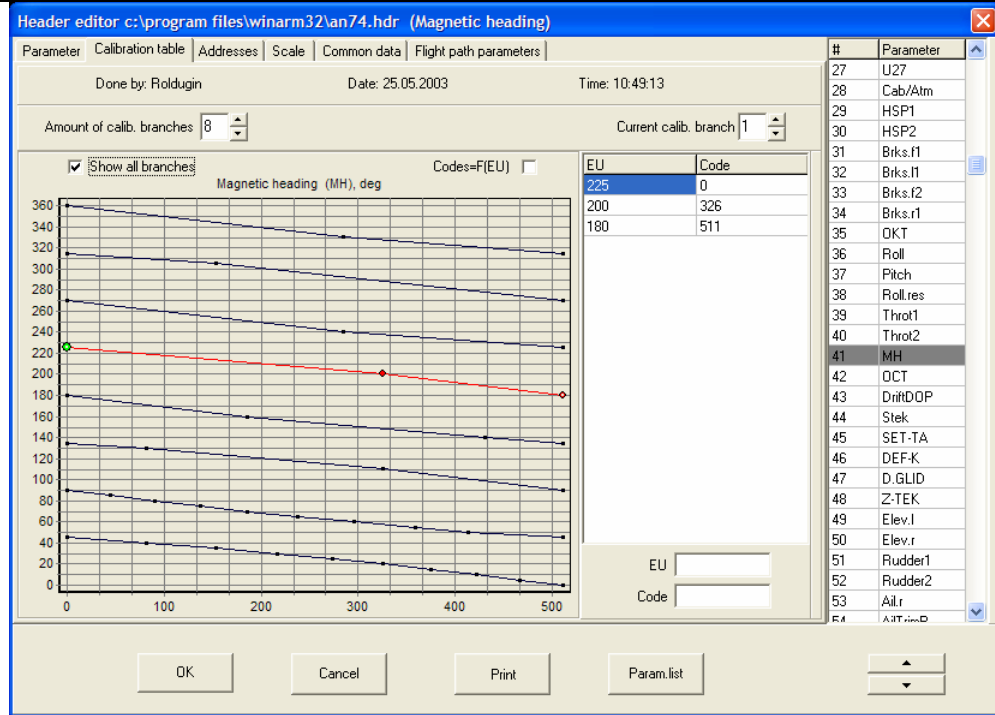 Header editor c:\program files\winarm32\an74.hdr (Magnetic heading)
Parameter Calibration table Addresses Scale Common data Flight path parameters
Done by: Roldugin Date: 25.05.2003 Time: 10:49:13
Amount of calib. branches 8 Current calib. branch 1
Show all branches Codes=F(EU)
Magnetic heading (MH), deg
360
340
320
300
280
260
240
220
200
180
160
140
120
100
80
60
40
20
0
0 100 200 300 400 500
EU Code
225 0
200 326
180 511
EU
Code
# Parameter
27 U27
28 Cab/Atm
29 HSP1
30 HSP2
31 Brks.f1
32 Brks.l1
33 Brks.f2
34 Brks.r1
35 OKT
36 Roll
37 Pitch
38 Roll.res
39 Throt1
40 Throt2
41 MH
42 OCT
43 DriftDOP
44 Stek
45 SET-TA
46 DEF-K
47 D.GLID
48 Z-TEK
49 Elev.l
50 Elev.r
51 Rudder1
52 Rudder2
53 Ail.r
54 AilTrimP
OK Cancel Print Param.list